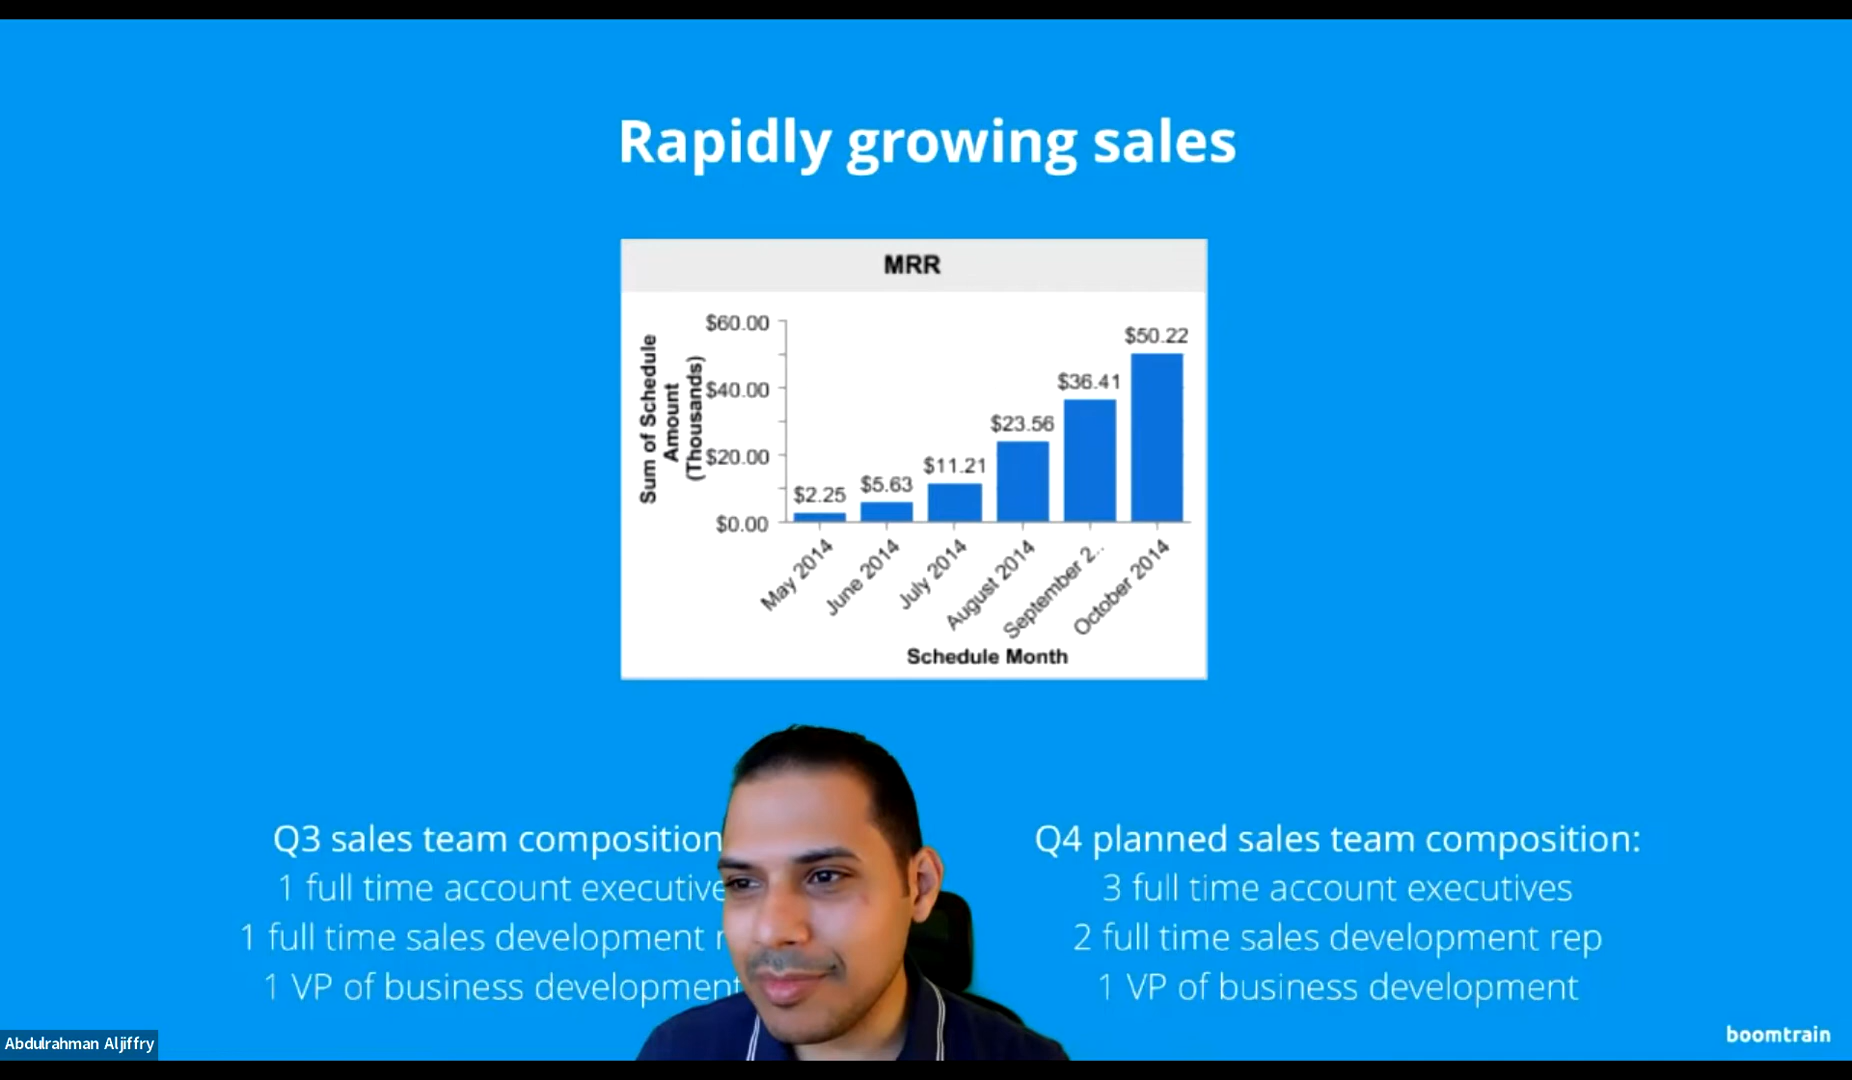 Rapidly growing sales
MRR
Sum of Schedule
Amount
(Thousands)
$60.00
$40.00
$20.00
$0.00
$2.25
$5.63
$11.21
$23.56
$36.41
$50.22
May 2014
June 2014
July 2014
August 2014
September 2..
October 2014
Schedule Month
Q3 sales team composition
1 full time account executive
1 full time sales development
1 VP of business development
Q4 planned sales team composition:
3 full time account executives
2 full time sales development rep
1 VP of business development
Abdulrahman Aljiffry
boomtrain